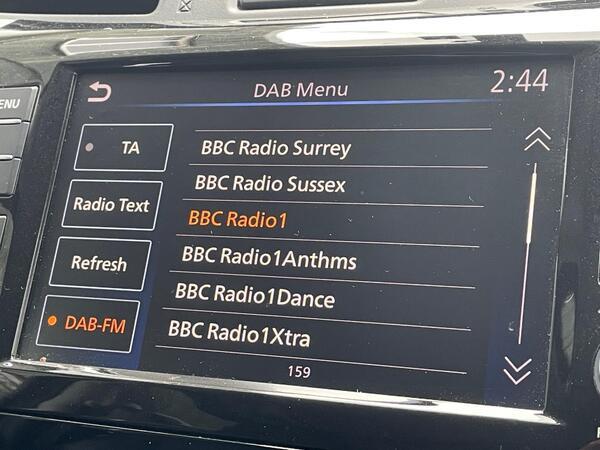 DAB Menu
2:44
ENU
TA
Radio Text
Refresh
DAB-FM
BBC Radio Surrey
BBC Radio Sussex
BBC Radio1
BBC Radio1Anthms
BBC Radio1Dance
BBC Radio1Xtra
159